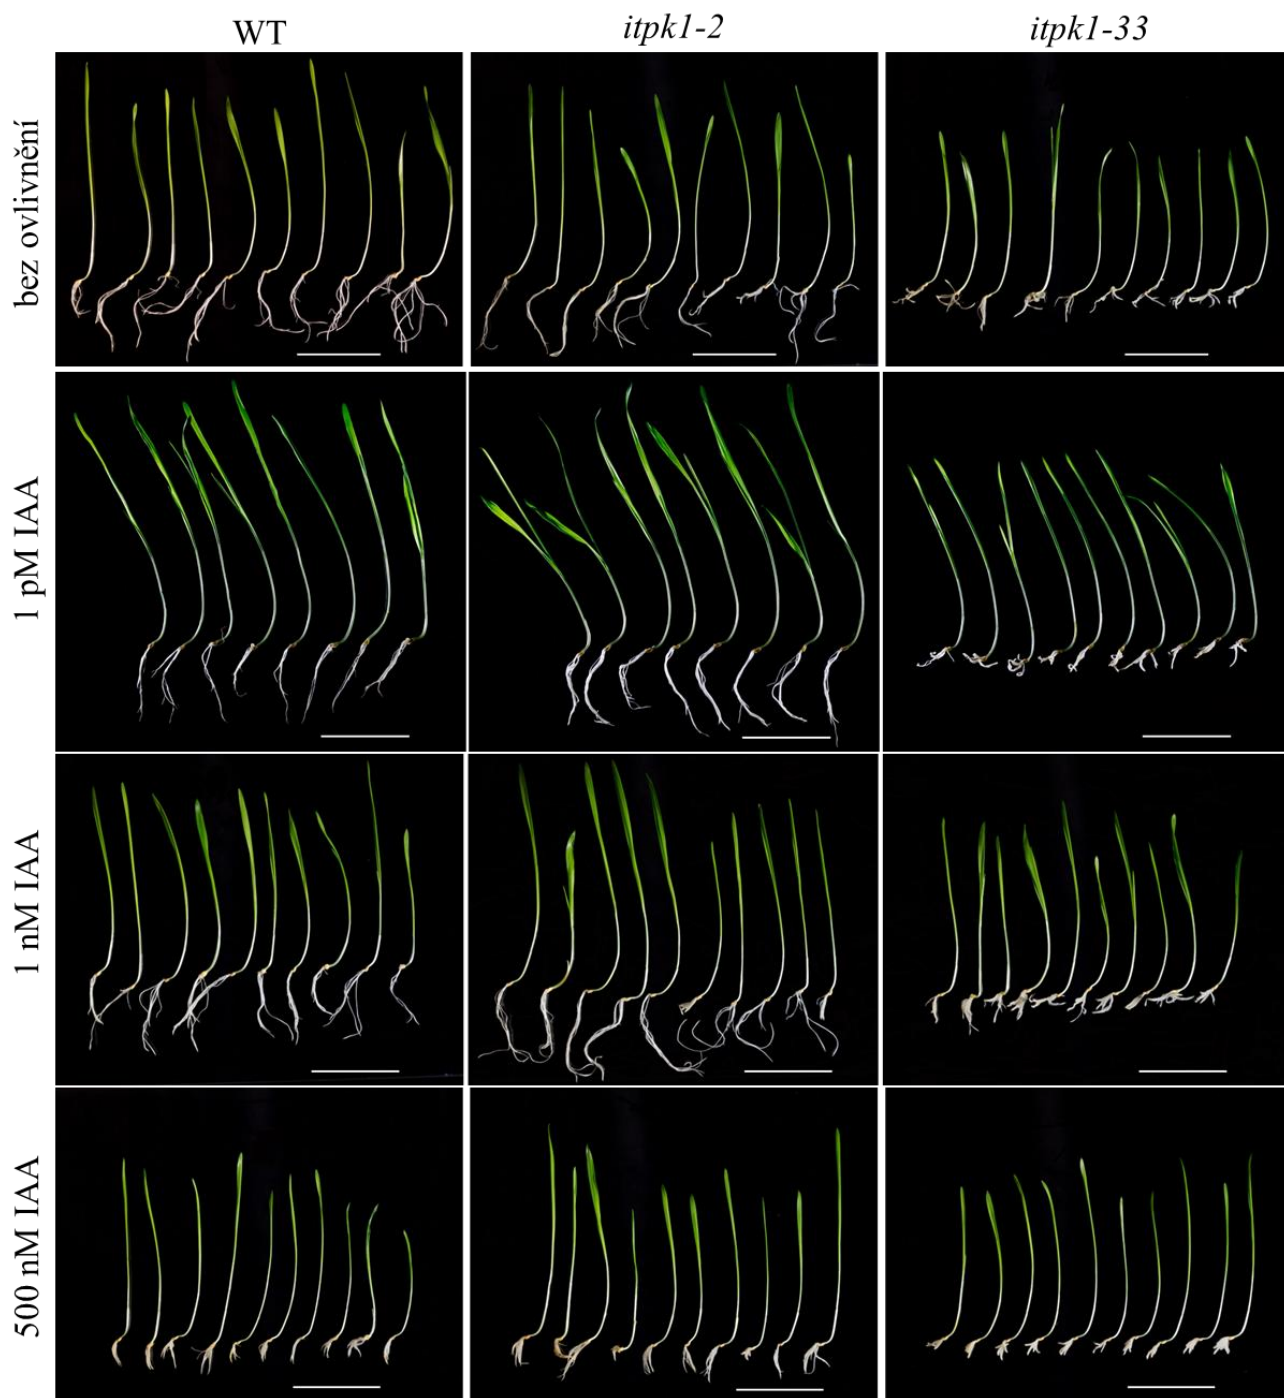 WT
itpk1-2
itpk1-33
bez ovlivnění
1 pM IAA
1 nM IAA
500 nM IAA